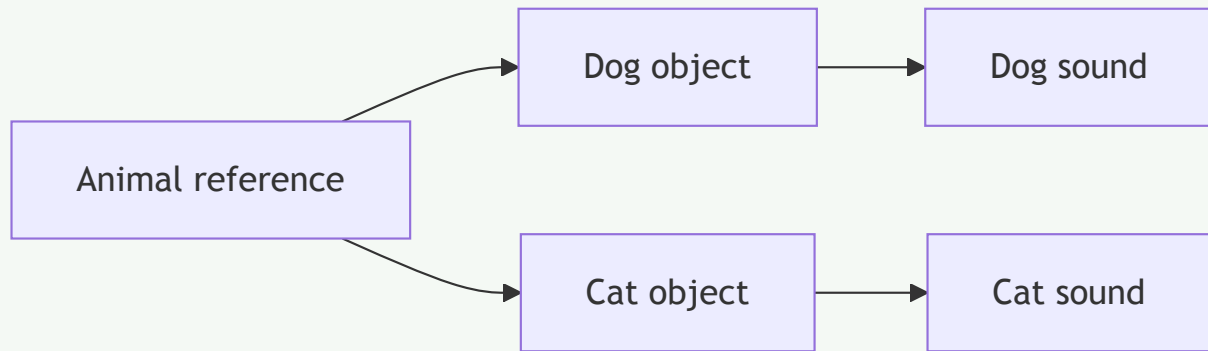 Dog object
Dog sound
Animal reference
Cat object
Cat sound